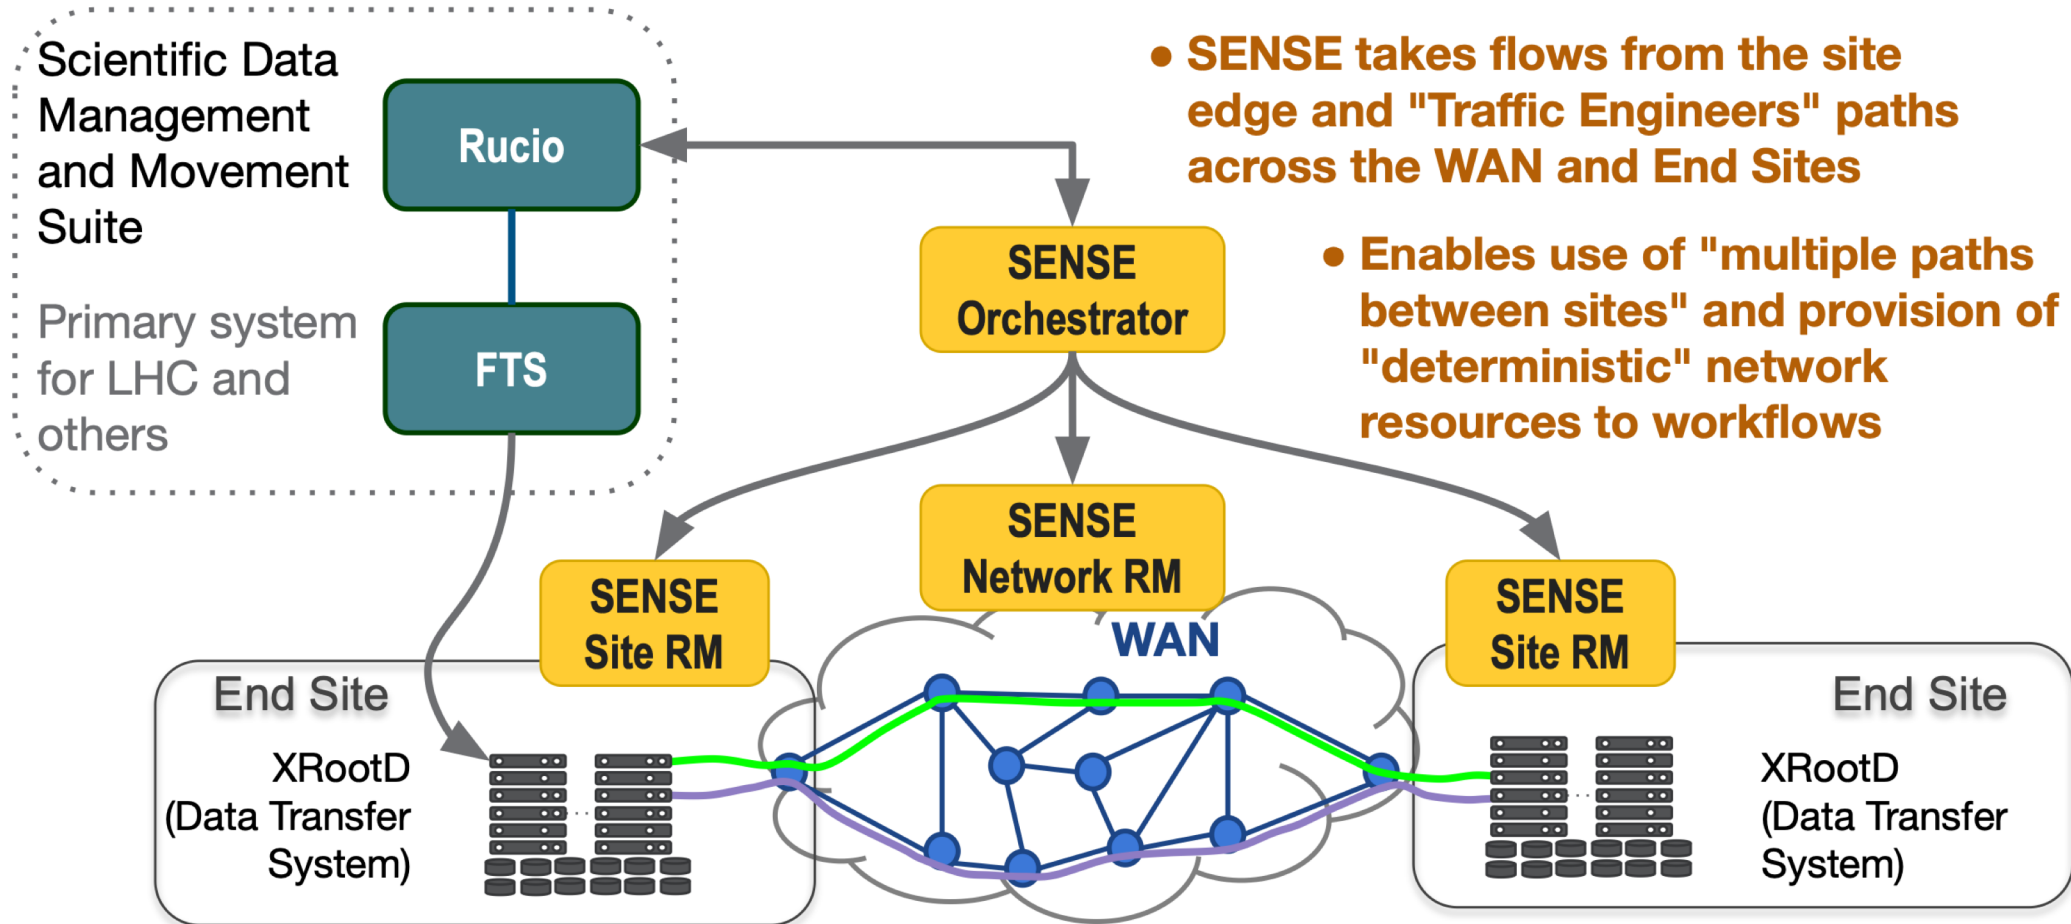 Scientific Data
Management
and Movement
Suite
Primary system
for LHC and
others
Rucio
FTS
● SENSE takes flows from the site
edge and "Traffic Engineers" paths
across the WAN and End Sites
● Enables use of "multiple paths
between sites" and provision of
"deterministic" network
resources to workflows
SENSE
Orchestrator
SENSE
Network RM
SENSE
Site RM
SENSE
Site RM
WAN
End Site
XRootD
(Data Transfer
System)
End Site
XRootD
(Data Transfer
System)